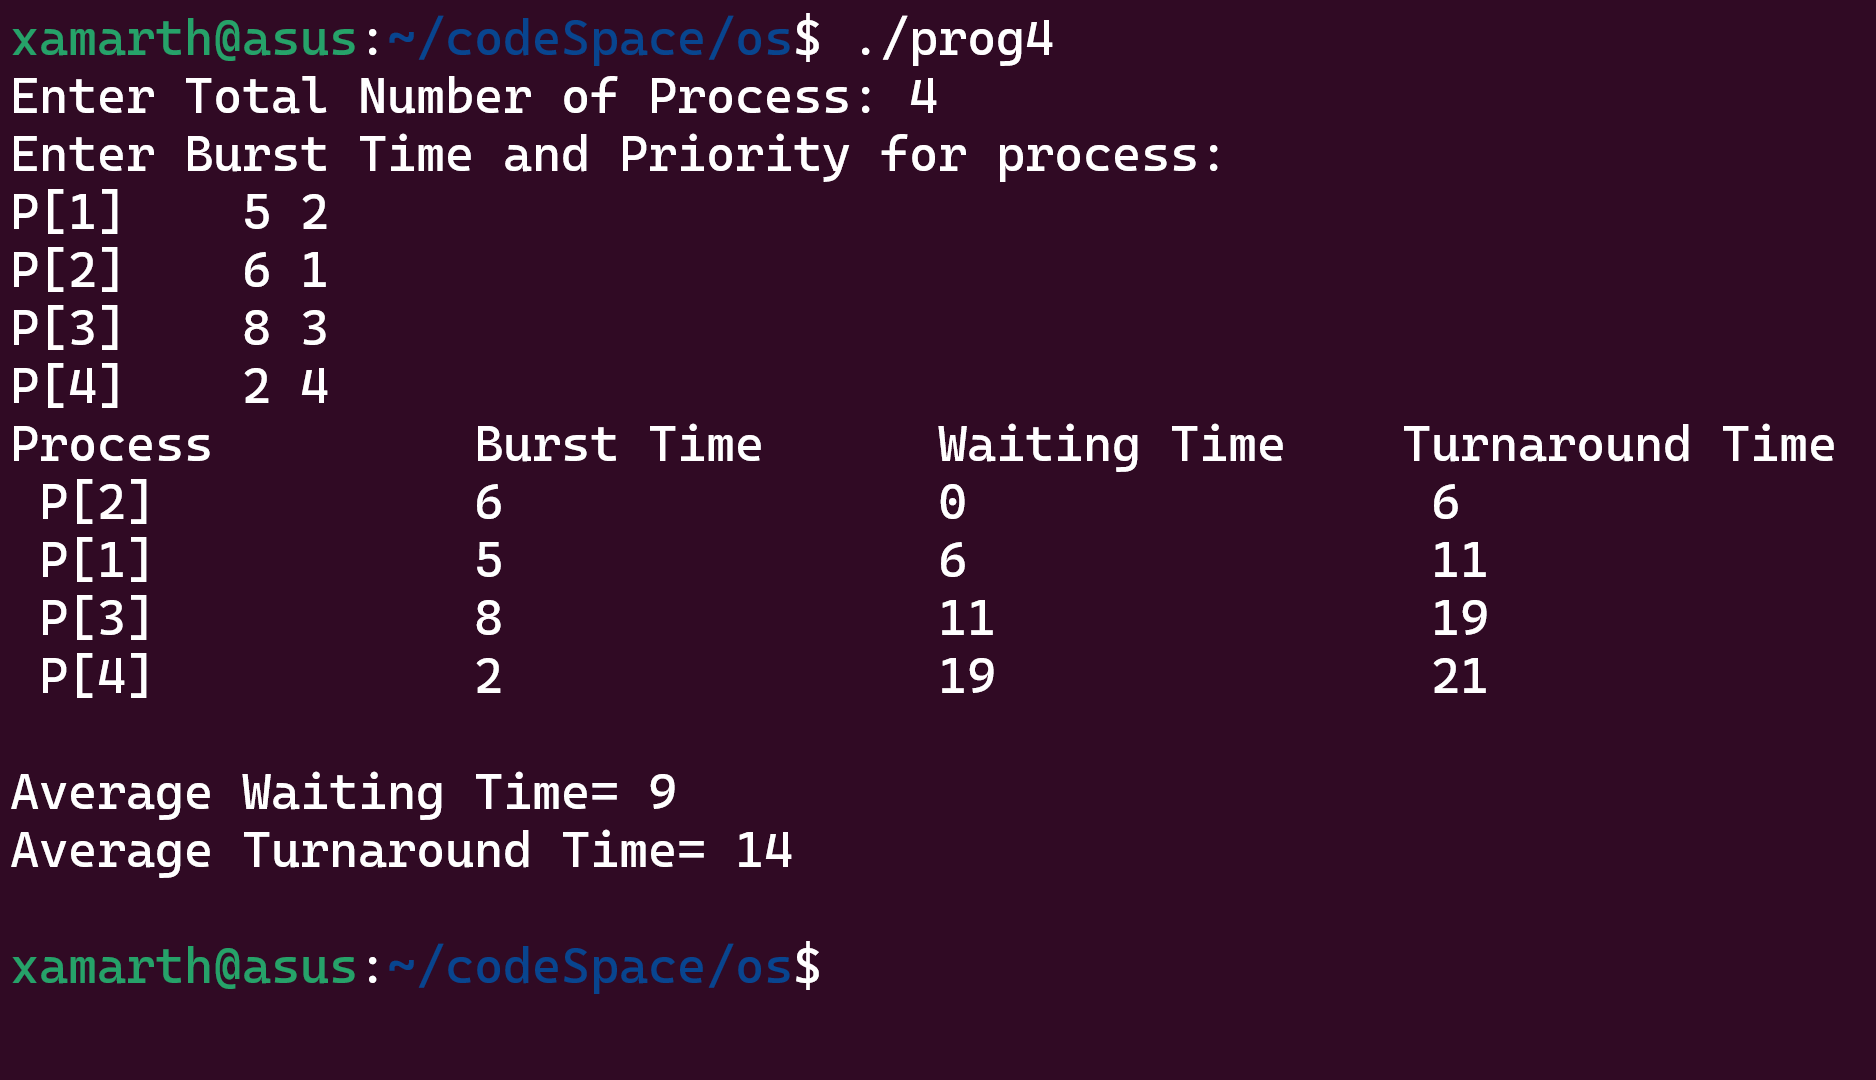 xamarth@asus:~/codeSpace/os$ ./prog4
Enter Total Number of Process: 4
Enter Burst Time and Priority for process:
P[1]    5 2
P[2]    6 1
P[3]    8 3
P[4]    2 4
Process         Burst Time      Waiting Time    Turnaround Time
 P[2]           6               0                6
 P[1]           5               6                11
 P[3]           8               11               19
 P[4]           2               19               21
Average Waiting Time= 9
Average Turnaround Time= 14
xamarth@asus:~/codeSpace/os$